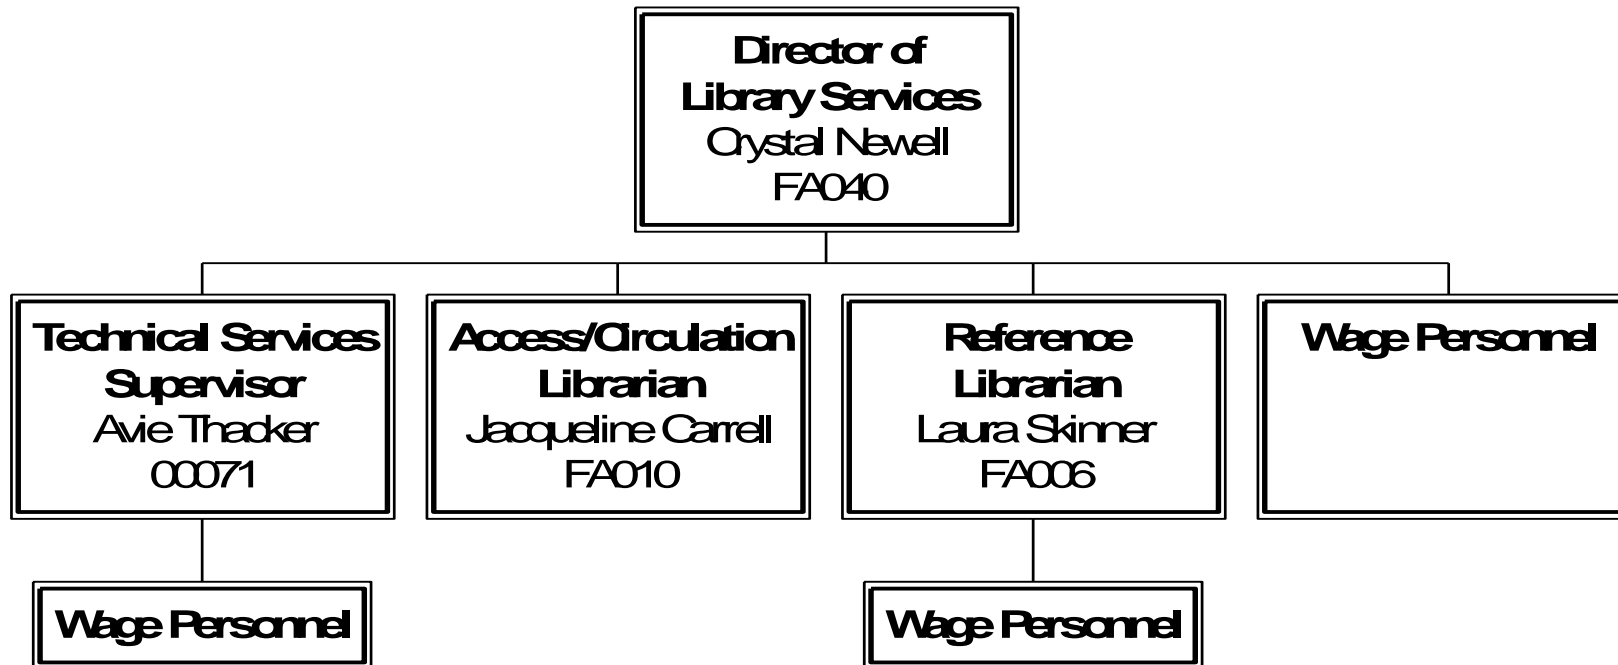 Director of
Library Services
Crystal Newell
FA040
Technical Services
Supervisor
Avie Thacker
00071
Access/Circulation
Librarian
Jacqueline Carrell
FA010
Reference
Librarian
Laura Skinner
FA006
Wage Personnel
Wage Personnel
Wage Personnel